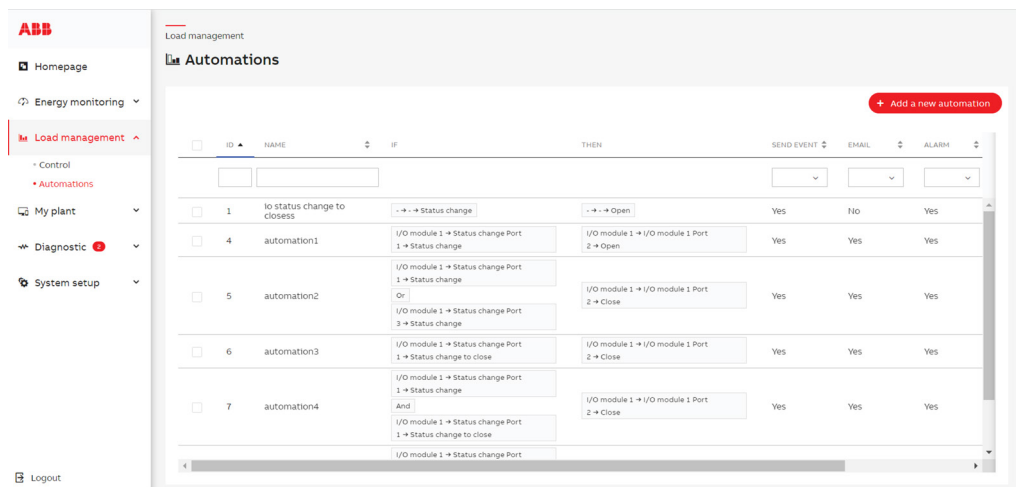 ABB
Homepage
Energy monitoring
Load management
Control
Automations
My plant
Diagnostic 2
System setup
Logout
Load management
Automations
+ Add a new automation
ID NAME IF THEN SEND EVENT EMAIL ALARM
1 Io status change to closess - → - → Status change - → - → Open Yes No Yes
4 automation1 I/O module 1 → Status change Port
1 → Status change I/O module 1 → I/O module 1 Port
2 → Open Yes Yes Yes
5 automation2 I/O module 1 → Status change Port
1 → Status change
Or
I/O module 1 → Status change Port
3 → Status change I/O module 1 → I/O module 1 Port
2 → Close Yes Yes Yes
6 automation3 I/O module 1 → Status change Port
1 → Status change to close I/O module 1 → I/O module 1 Port
2 → Close Yes Yes Yes
7 automation4 I/O module 1 → Status change Port
1 → Status change
And
I/O module 1 → Status change Port
1 → Status change to close I/O module 1 → I/O module 1 Port
2 → Close Yes Yes Yes
I/O module 1 → Status change Port